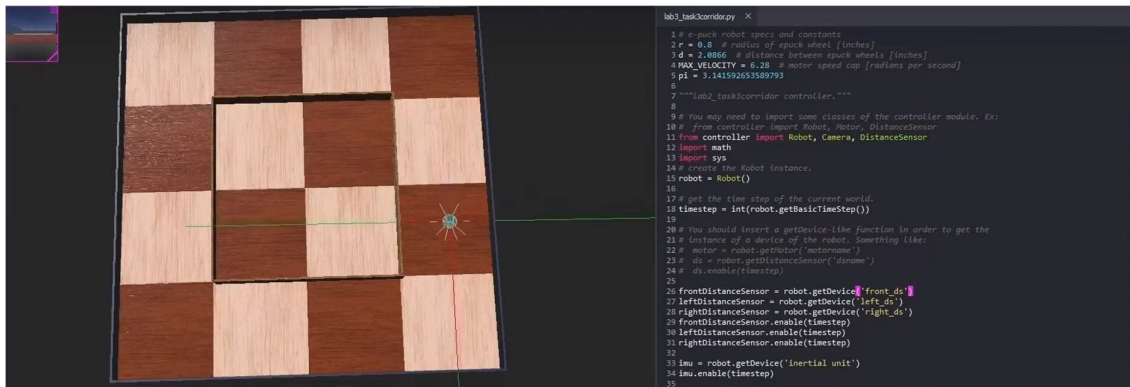 lab3_task3corridor.py X
1 # e-puck robot specs and constants
2 r = 0.8 # radius of epuck wheel [inches]
3 d = 2.0866 # distance between epuck wheels [inches]
4 MAX_VELOCITY = 6.28 # motor speed cap [radians per second]
5 pi = 3.141592653589793
6
7 """lab2_task3corridor controller."""
8
9 # You may need to import some classes of the controller module. Ex:
10 # from controller import Robot, Motor, DistanceSensor
11 from controller import Robot, Camera, DistanceSensor
12 import math
13 import sys
14 # create the Robot instance.
15 robot = Robot()
16
17 # get the time step of the current world.
18 timestep = int(robot.getBasicTimeStep())
19
20 # You should insert a getDevice-like function in order to get the
21 # instance of a device of the robot. Something like:
22 # motor = robot.getMotor('motorname')
23 # ds = robot.getDistanceSensor('dsname')
24 # ds.enable(timestep)
25
26 frontDistanceSensor = robot.getDevice('front_ds')
27 leftDistanceSensor = robot.getDevice('left_ds')
28 rightDistanceSensor = robot.getDevice('right_ds')
29 frontDistanceSensor.enable(timestep)
30 leftDistanceSensor.enable(timestep)
31 rightDistanceSensor.enable(timestep)
32
33 imu = robot.getDevice('inertial unit')
34 imu.enable(timestep)
35